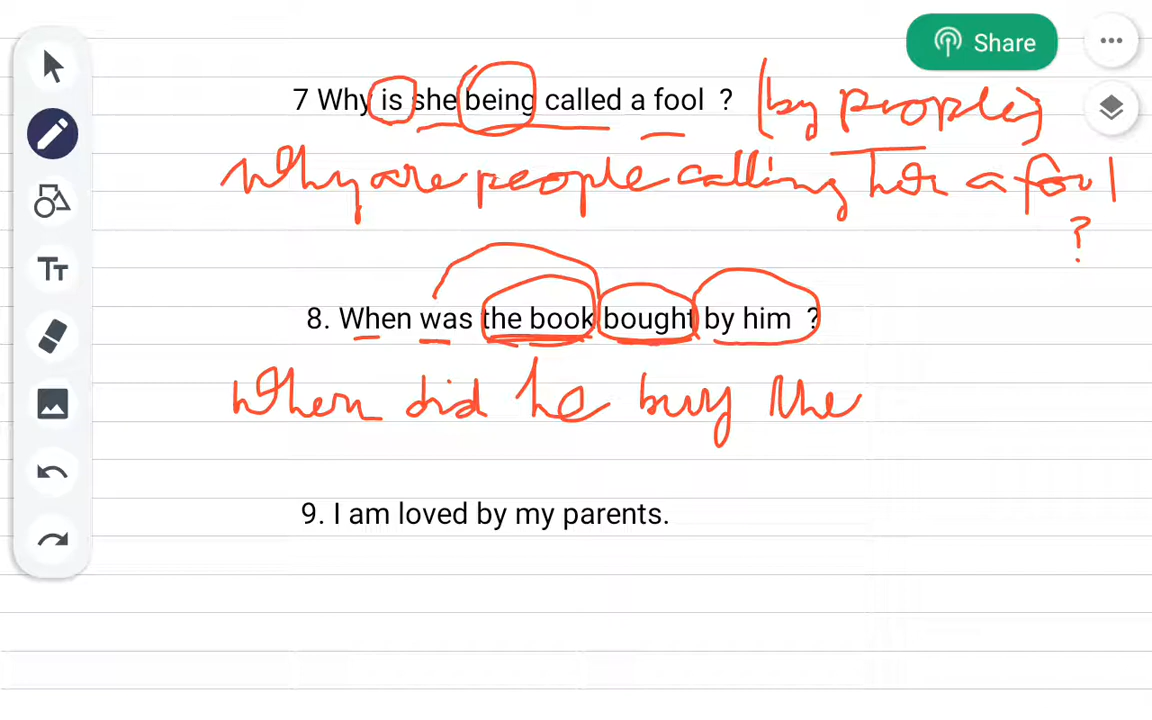 Share
7 Why is she being called a fool ? (by people)
Why are people calling her a fool
?
8. When was the book bought by him ?
When did he buy the
9. I am loved by my parents.
Tт